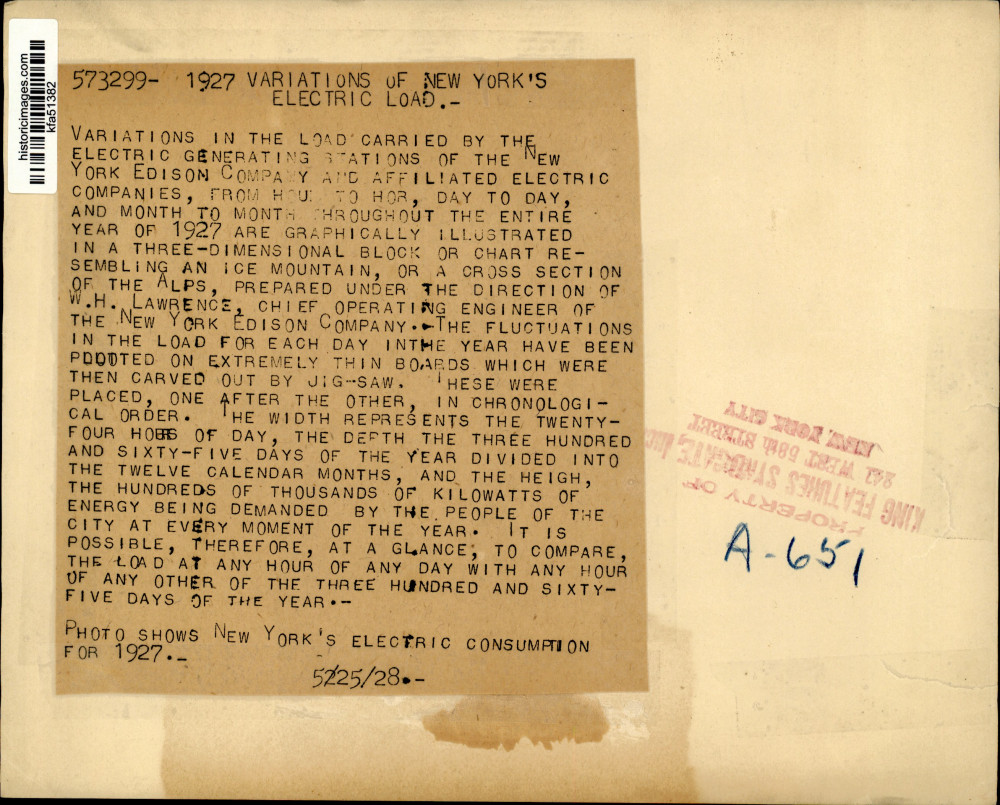 historicimages.com
kfa51382
573299- 1927 VARIATIONS OF NEW YORK'S
ELECTRIC LOAD.-
VARIATIONS IN THE LOAD CARRIED BY THE
ELECTRIC GENERATING STATIONS OF THE NEW
YORK EDISON COMPANY AND AFFILIATED ELECTRIC
COMPANIES, FROM HOUR TO HOR, DAY TO DAY,
AND MONTH TO MONTH THROUGHOUT THE ENTIRE
YEAR OF 1927 ARE GRAPHICALLY ILLUSTRATED
IN A THREE-DIMENSIONAL BLOCK OR CHART RE-
SEMBLING AN ICE MOUNTAIN, OR A CROSS SECTION
OF THE ALPS, PREPARED UNDER THE DIRECTION OF
W.H. LAWRENCE, CHIEF OPERATING ENGINEER OF
THE NEW YORK EDISON COMPANY.-THE FLUCTUATIONS
IN THE LOAD FOR EACH DAY INTHE YEAR HAVE BEEN
ON EXTREMELY THIN BOARDS WHICH WERE
THEN CARVED OUT BY JIG-SAW. THESE WERE
PLACED, ONE AFTER THE OTHER, IN CHRONOLOGI-
CAL ORDER. THE WIDTH REPRESENTS THE TWENTY-
FOUR OF DAY, THE DEPTH THE THREE HUNDRED
AND SIXTY-FIVE DAYS OF THE YEAR DIVIDED INTO
THE TWELVE CALENDAR MONTHS, AND THE HEIGH,
THE HUNDREDS OF THOUSANDS OF KILOWATTS OF
ENERGY BEING DEMANDED BY THE PEOPLE OF THE
CITY AT EVERY MOMENT OF THE YEAR. IT IS
POSSIBLE, THEREFORE, AT A GLANCE, TO COMPARE,
THE LOAD AT ANY HOUR OF ANY DAY WITH ANY HOUR
OF ANY OTHER OF THE THREE HUNDRED AND SIXTY-
FIVE DAYS OF THE YEAR.-
PHOTO SHOWS NEW YORK'S ELECTRIC CONSUMPTION
FOR 1927.-
5/25/28.-
PROPERTY OF
KING FEATURES SYNDICATE INC
241 WEST 58TH STREET
NEW YORK CITY
A-651